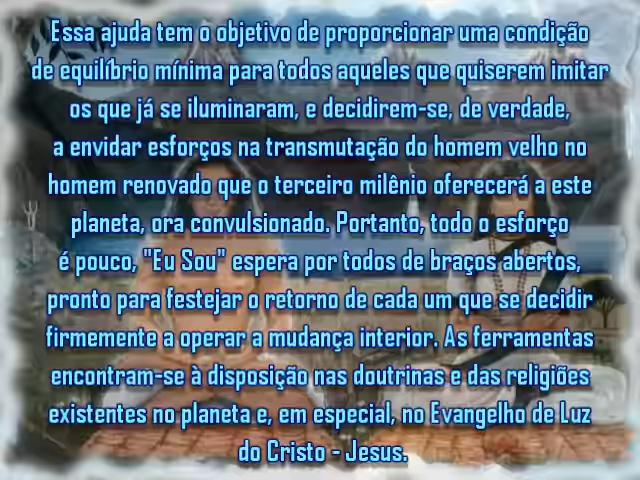 Essa ajuda tem o objetivo de proporcionar uma condição
de equilíbrio mínima para todos aqueles que quiserem imitar
os que já se iluminaram, e decidirem-se, de verdade,
a envidar esforços na transmutação do homem velho no
homem renovado que o terceiro milênio oferecerá a este
planeta, ora convulsionado. Portanto, todo o esforço
é pouco, "Eu Sou" espera por todos de braços abertos,
pronto para festejar o retorno de cada um que se decidir
firmemente a operar a mudança interior. As ferramentas
encontram-se à disposição nas doutrinas e das religiões
existentes no planeta e, em especial, no Evangelho de Luz
do Cristo - Jesus.